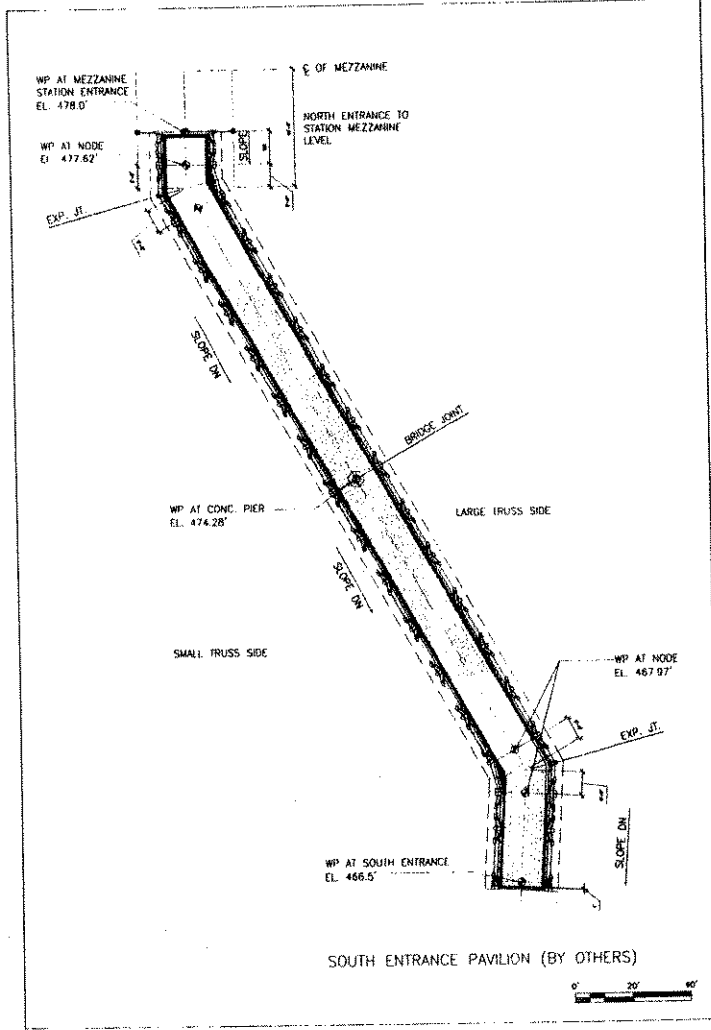 ℄ OF MEZZANINE
WP AT MEZZANINE
STATION ENTRANCE
EL. 478.0'
NORTH ENTRANCE TO
STATION MEZZANINE
LEVEL
SLOPE
WP AT NODE
EL 477.62'
EXP. JT.
SLOPE DN
BRIDGE JOINT
WP AT CONC. PIER
EL. 474.28'
LARGE TRUSS SIDE
SLOPE DN
SMALL TRUSS SIDE
WP AT NODE
EL. 467.97'
EXP. JT.
SLOPE DN
WP AT SOUTH ENTRANCE
EL. 466.5'
SOUTH ENTRANCE PAVILION (BY OTHERS)
0' 20' 40'